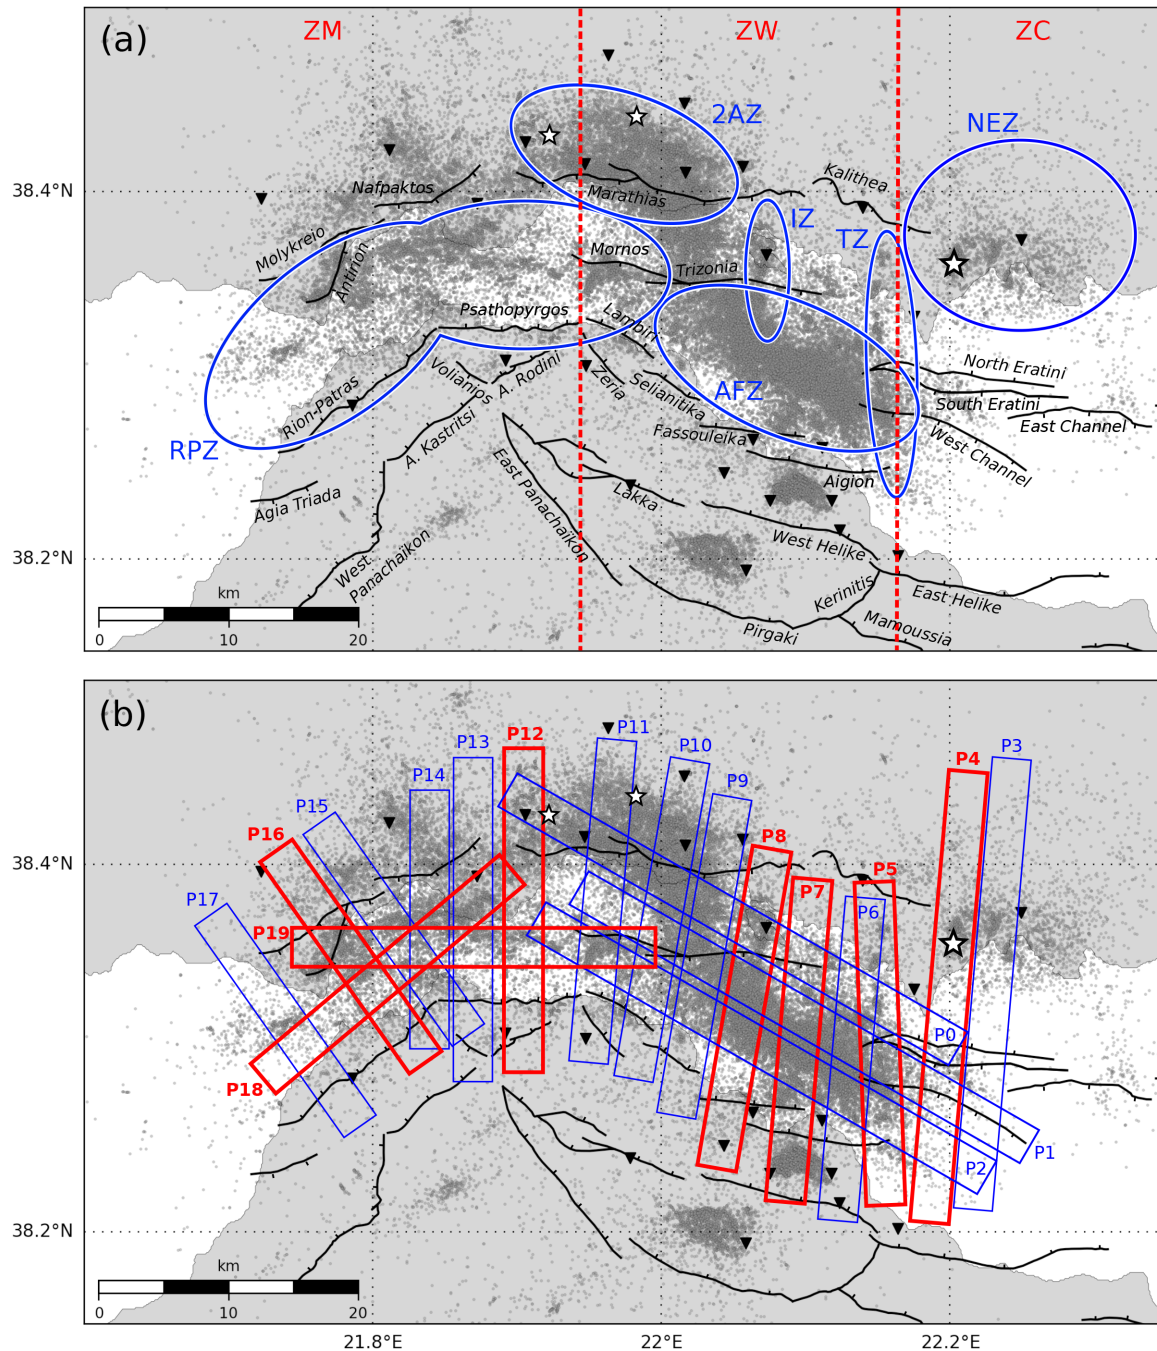 (a)
ZM
ZW
ZC
2AZ
NEZ
38.4°N
Nafpaktos
Marathias
Kalithea
IZ
TZ
Molykreio
Antirion
Mornos
Trizonia
Psathopyrgos
Lambiri
North Eratini
Volianos
A. Rodini
Zeria
Selianitika
AFZ
South Eratini
Rion-Patras
East Channel
RPZ
A. Kastritsi
Fassouleika
West Channel
Agia Triada
East Panachaikon
Lakka
Aigion
38.2°N
West
Panachaikon
West Helike
km
Kerinitis
East Helike
0
10
20
Pirgaki
Mamoussia
(b)
P13
P12
P11
P10
P3
P14
P9
P4
P15
P16
P8
38.4°N
P7
P5
P17
P6
P19
P0
P18
P2
P1
38.2°N
km
0
10
20
21.8°E
22°E
22.2°E